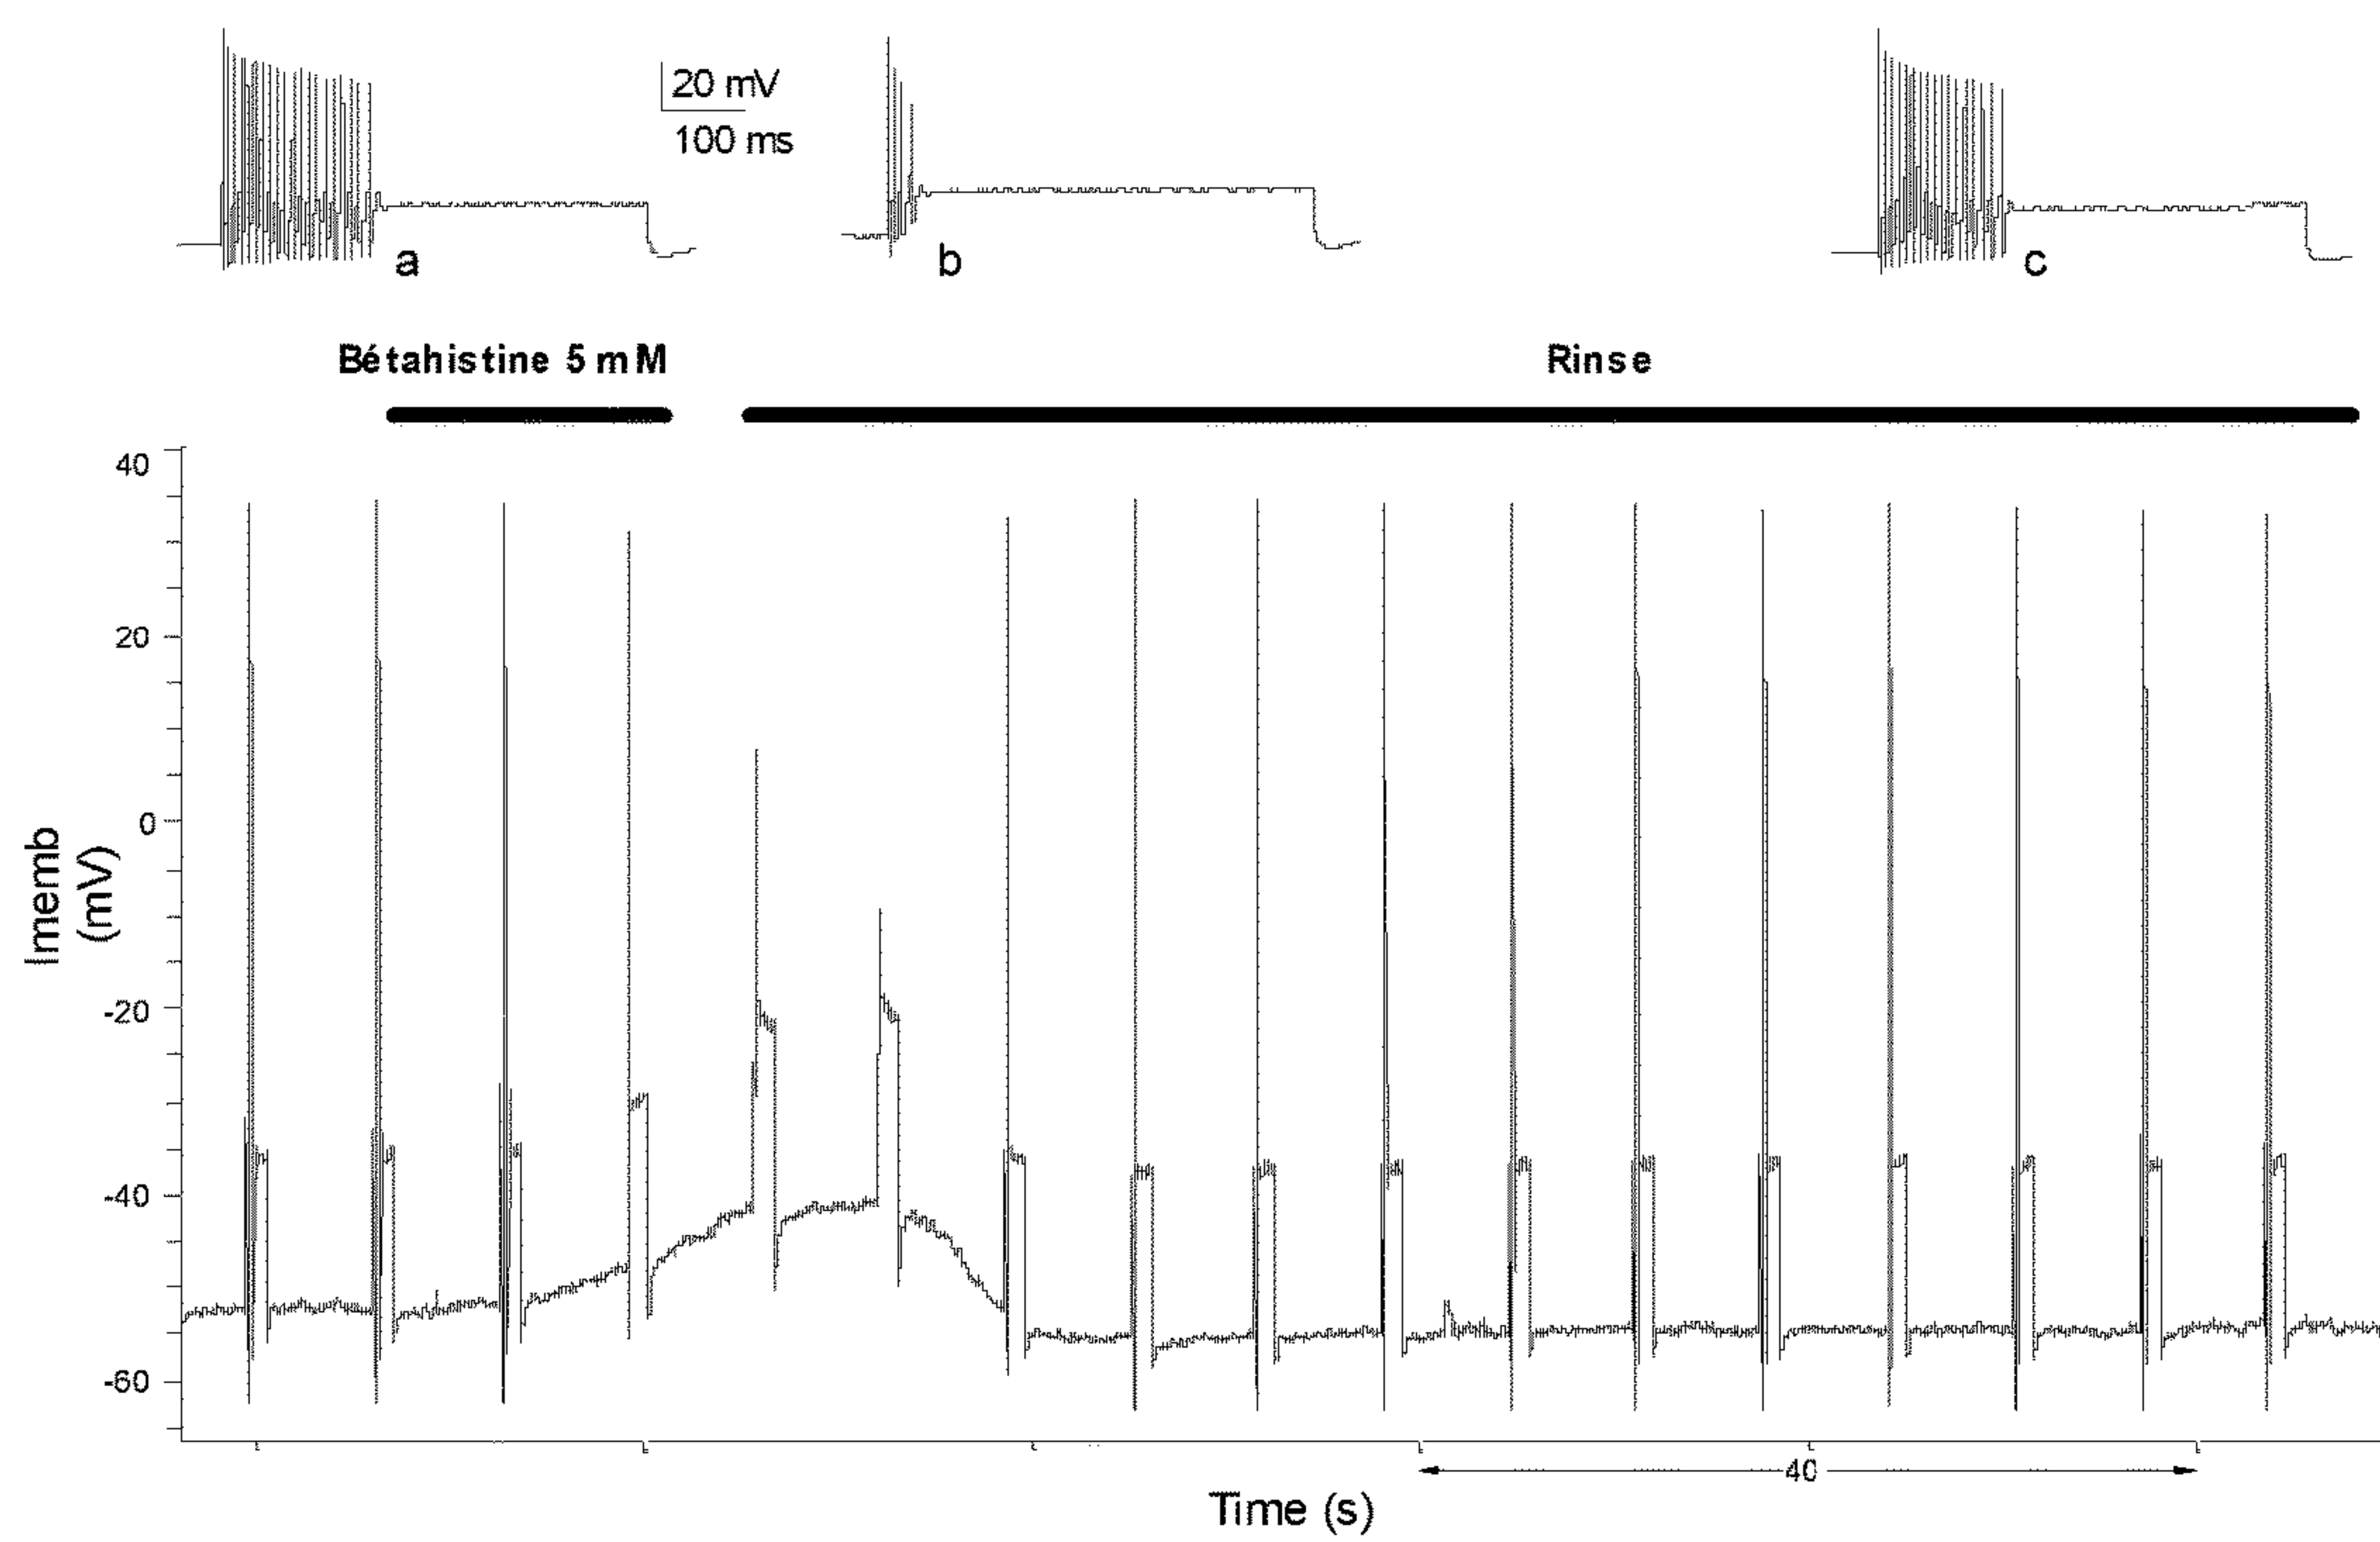 20 mV
100 ms
a
b
c
Bétahistine 5 mM
Rinse
40
20
0
-20
-40
-60
Imemb
(mV)
40
Time (s)